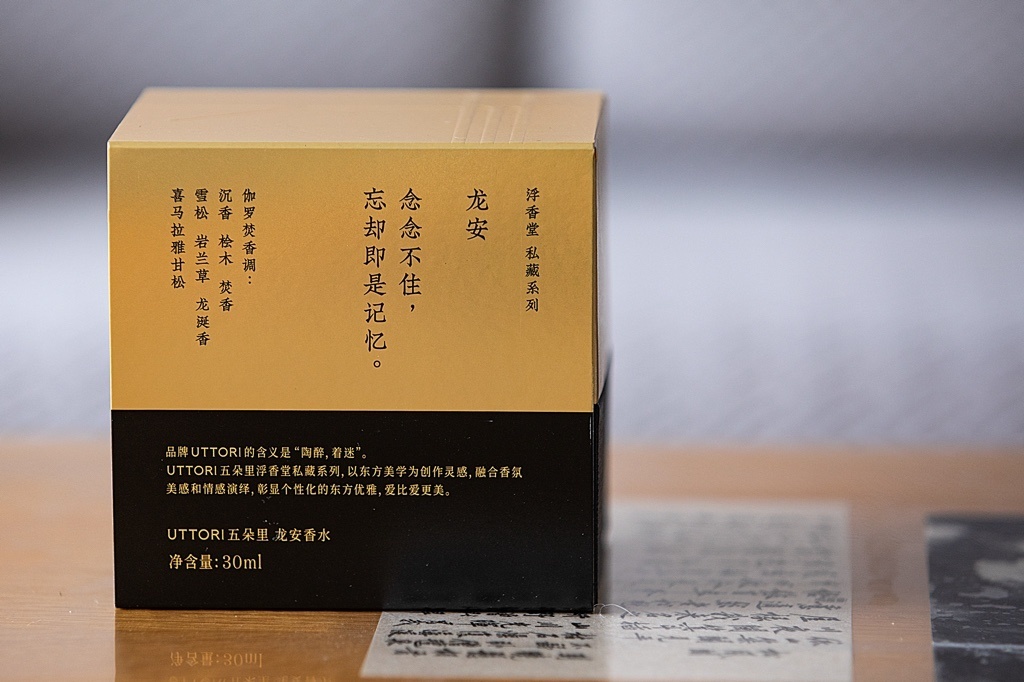 浮香堂 私藏系列
龙安
念念不住，
忘却即是记忆。
伽罗焚香调：
沉香 桧木 焚香
雪松 岩兰草 龙涎香
喜马拉雅甘松
品牌UTTORI的含义是“陶醉，着迷”。
UTTORI五朵里浮香堂私藏系列，以东方美学为创作灵感，融合香氛
美感和情感演绎，彰显个性化的东方优雅，爱比爱更美。
UTTORI五朵里 龙安香水
净含量：30ml